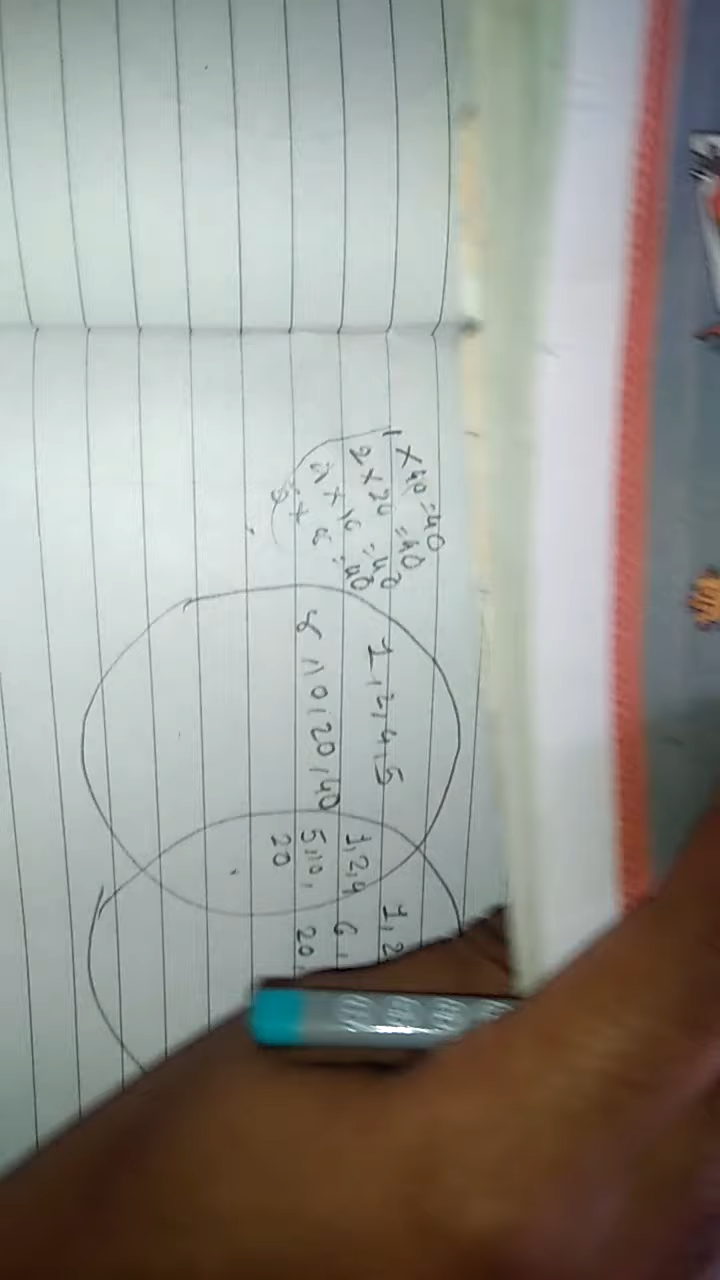 1 x 40 = 40
2 x 20 = 40
4 x 10 = 40
5 x 8 = 40
1, 2, 4, 5
8, 10, 20, 40
1, 2, 4
5, 10,
20
1, 2
6,
20,